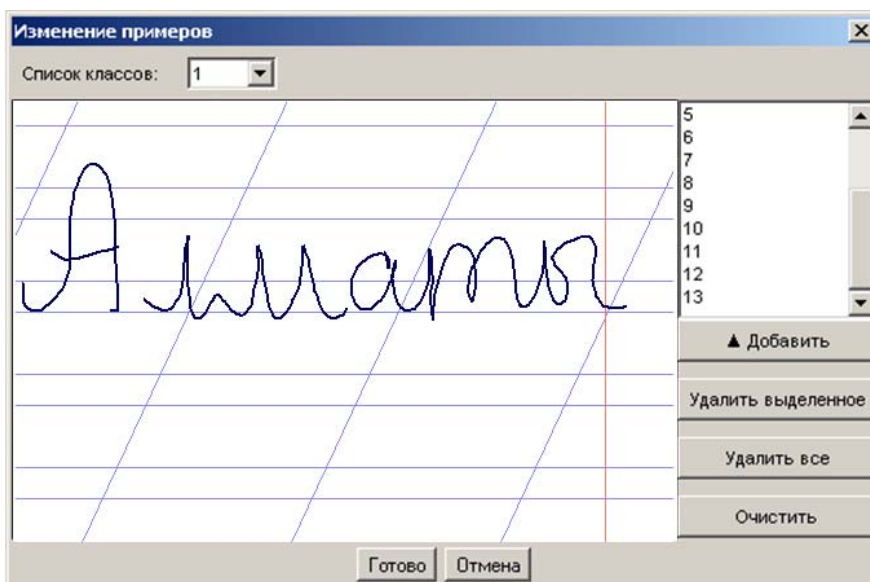 Изменение примеров
Список классов: 1
Алматы
5
6
7
8
9
10
11
12
13
▲ Добавить
Удалить выделенное
Удалить все
Очистить
Готово Отмена